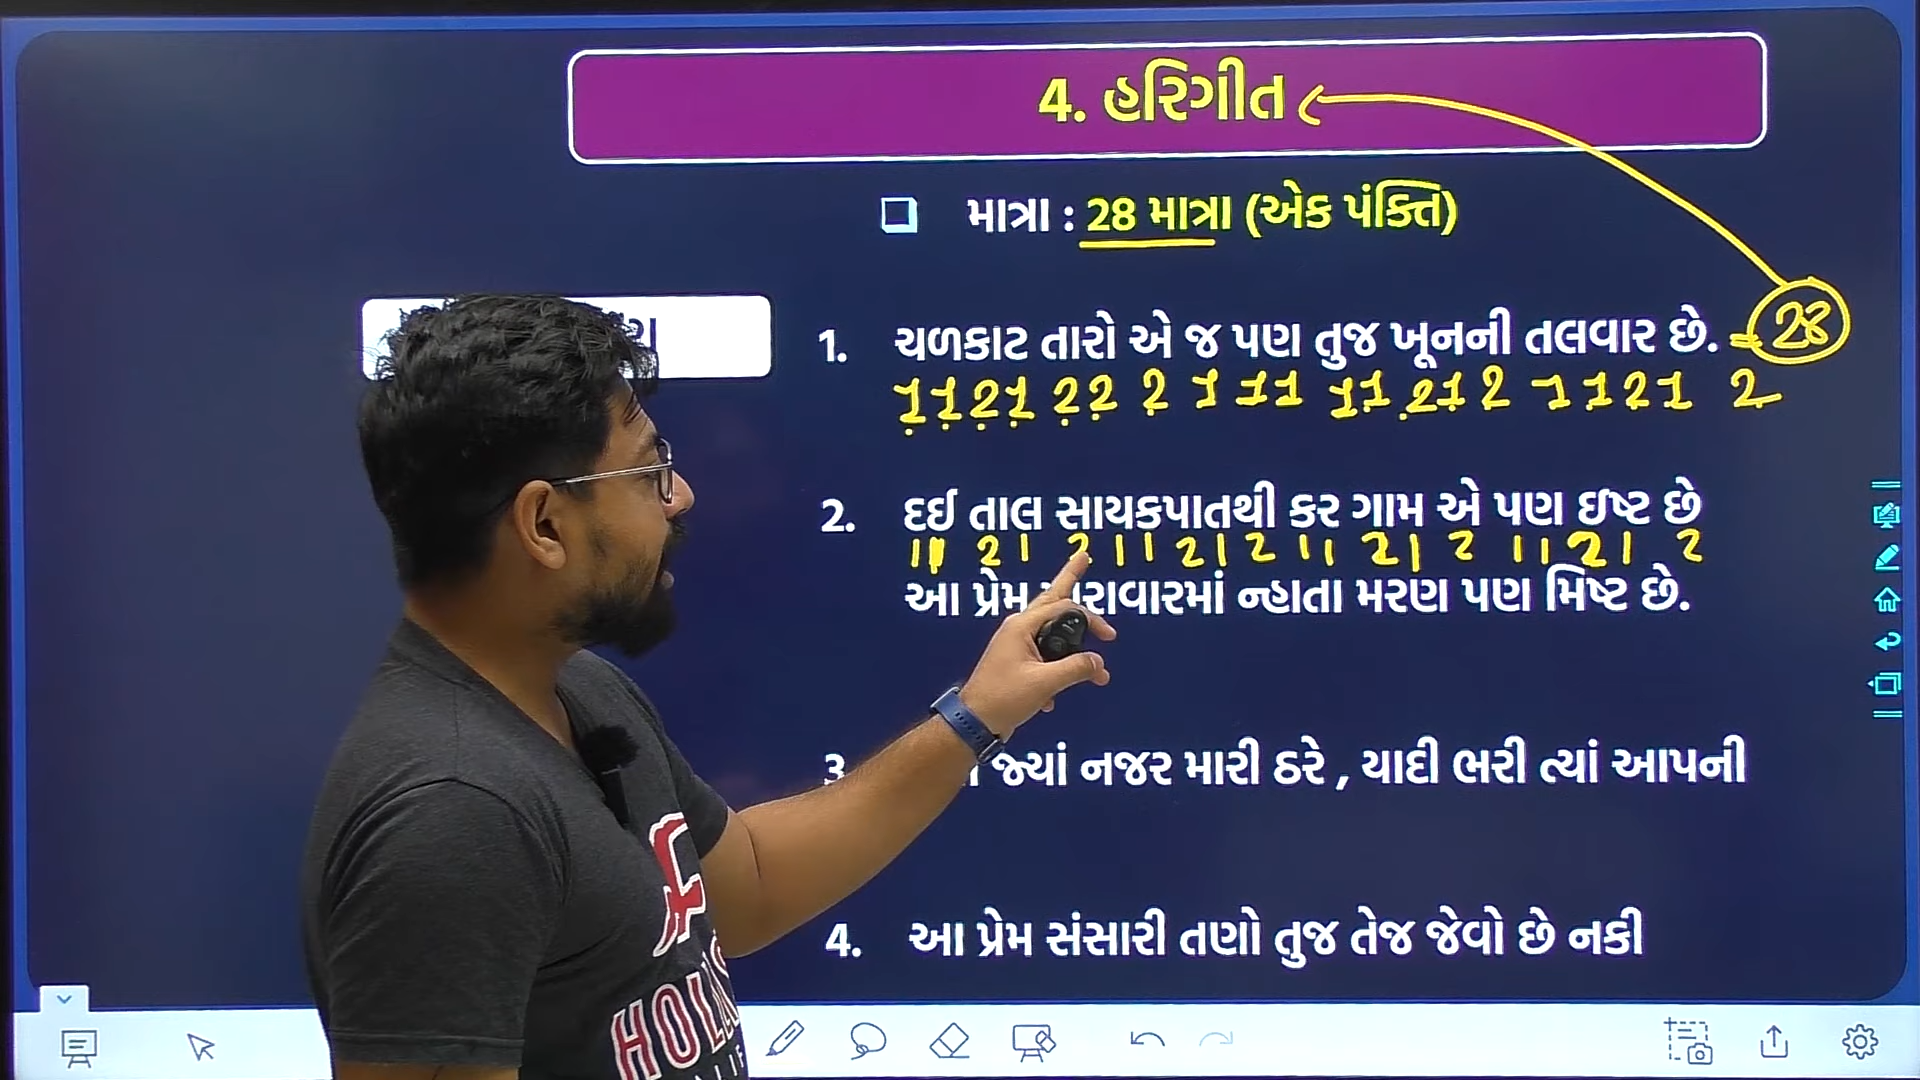 4. હરિગીત
❑ માત્રા : 28 માત્રા (એક પંક્તિ)
1. ચળકાટ તારો એ જ પણ તુજ ખૂનની તલવાર છે. = 28
1 1 2 1 2 2 2 1 1 1 1 1 2 1 2 1 1 2 1 2
2. દઈ તાલ સાયકપાતથી કર ગામ એ પણ ઈષ્ટ છે
2 1 2 1 1 2 1 2 1 1 2 1 2 1 1 2 1 2
આ પ્રેમ ન્હાતા મરણ પણ મિષ્ટ છે.
3. જ્યાં નજર મારી ઠરે , યાદી ભરી ત્યાં આપની
4. આ પ્રેમ સંસારી તણો તુજ તેજ જેવો છે નકી